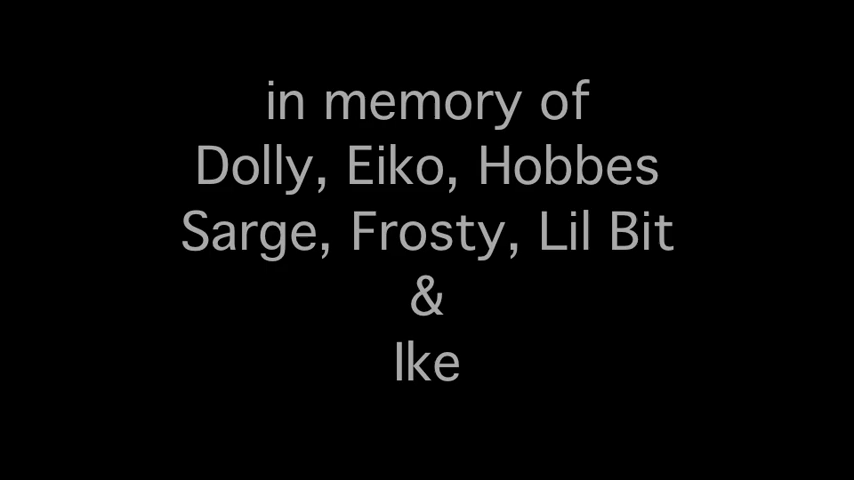 in memory of
Dolly, Eiko, Hobbes
Sarge, Frosty, Lil Bit
&
Ike